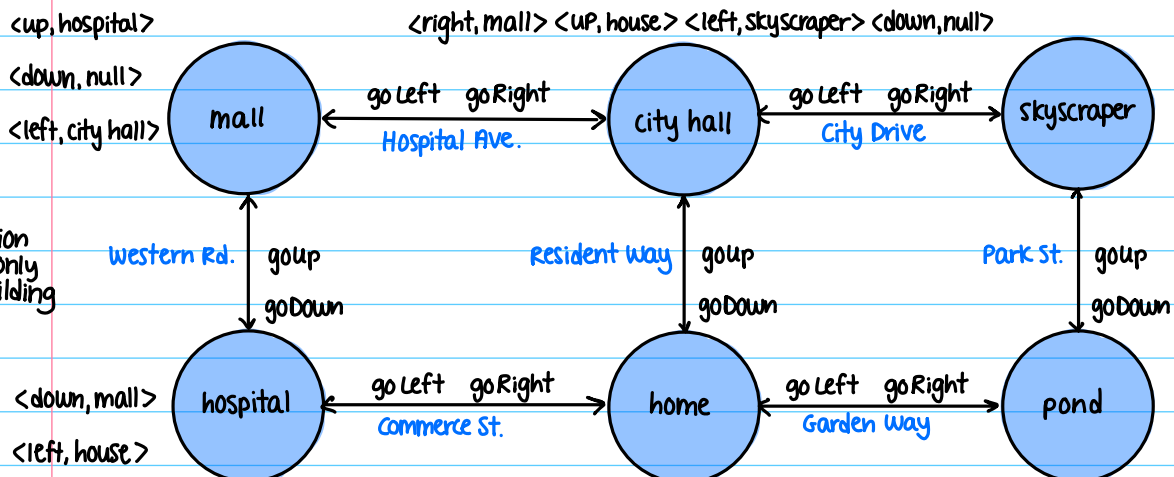 <up, hospital>
<right, mall> <up, house> <left, skyscraper> <down, null>
<down, null>
<left, city hall>
mall
go Left goRight
Hospital Ave.
city hall
go Left goRight
City Drive
skyscraper
Western Rd.
goUp
goDown
Resident Way
goUp
goDown
Park St.
goUp
goDown
only
<down, mall>
<left, house>
hospital
go Left goRight
Commerce St.
home
go Left goRight
Garden Way
pond